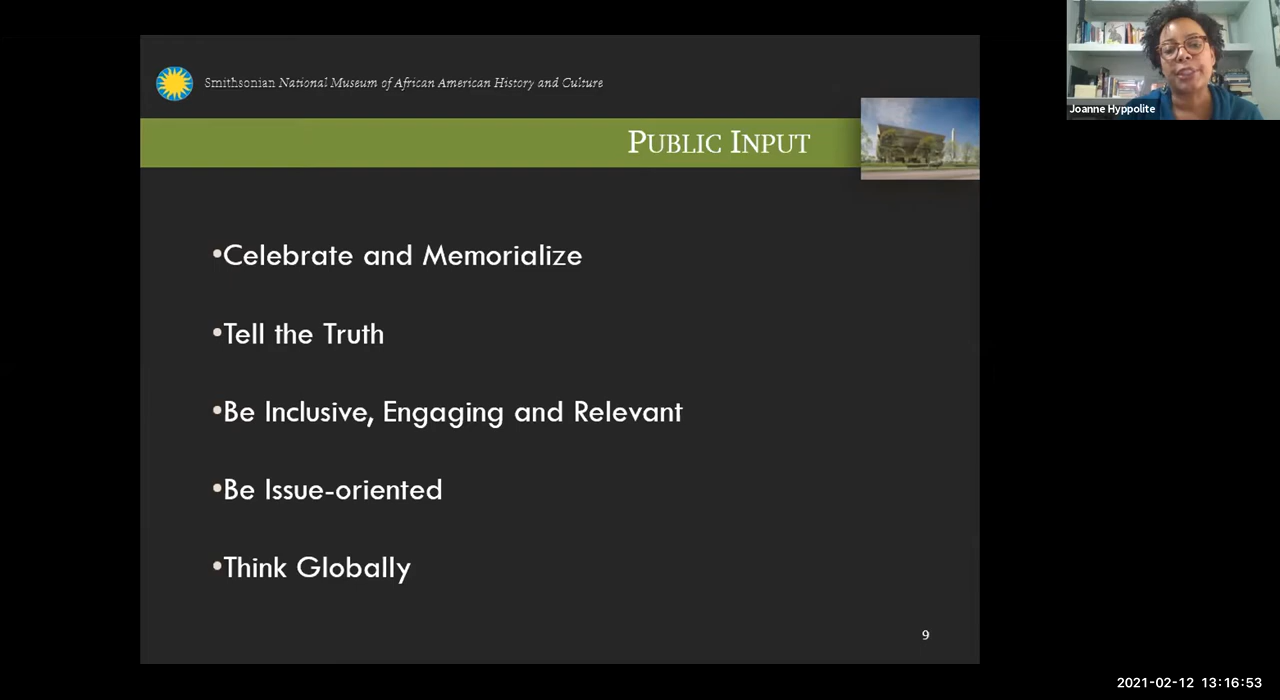 Smithsonian National Museum of African American History and Culture
Joanne Hyppolite
PUBLIC INPUT
•Celebrate and Memorialize
•Tell the Truth
•Be Inclusive, Engaging and Relevant
•Be Issue-oriented
•Think Globally
9
2021-02-12 13:16:53